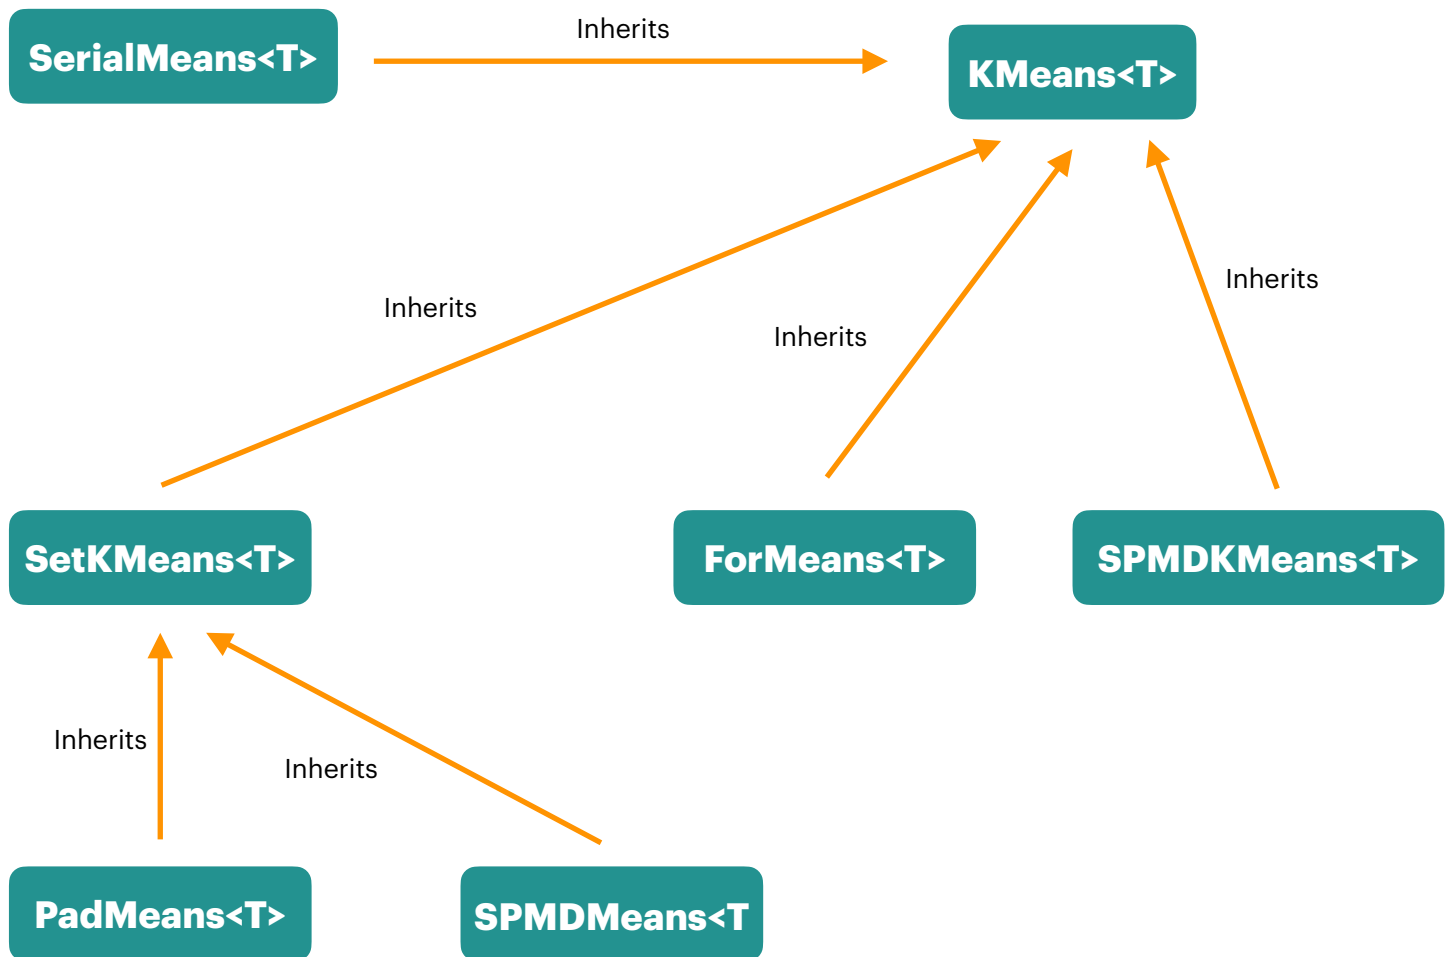 SerialMeans<T>
Inherits
KMeans<T>
Inherits
Inherits
Inherits
SetKMeans<T>
ForMeans<T>
SPMDKMeans<T>
Inherits
Inherits
PadMeans<T>
SPMDMeans<T